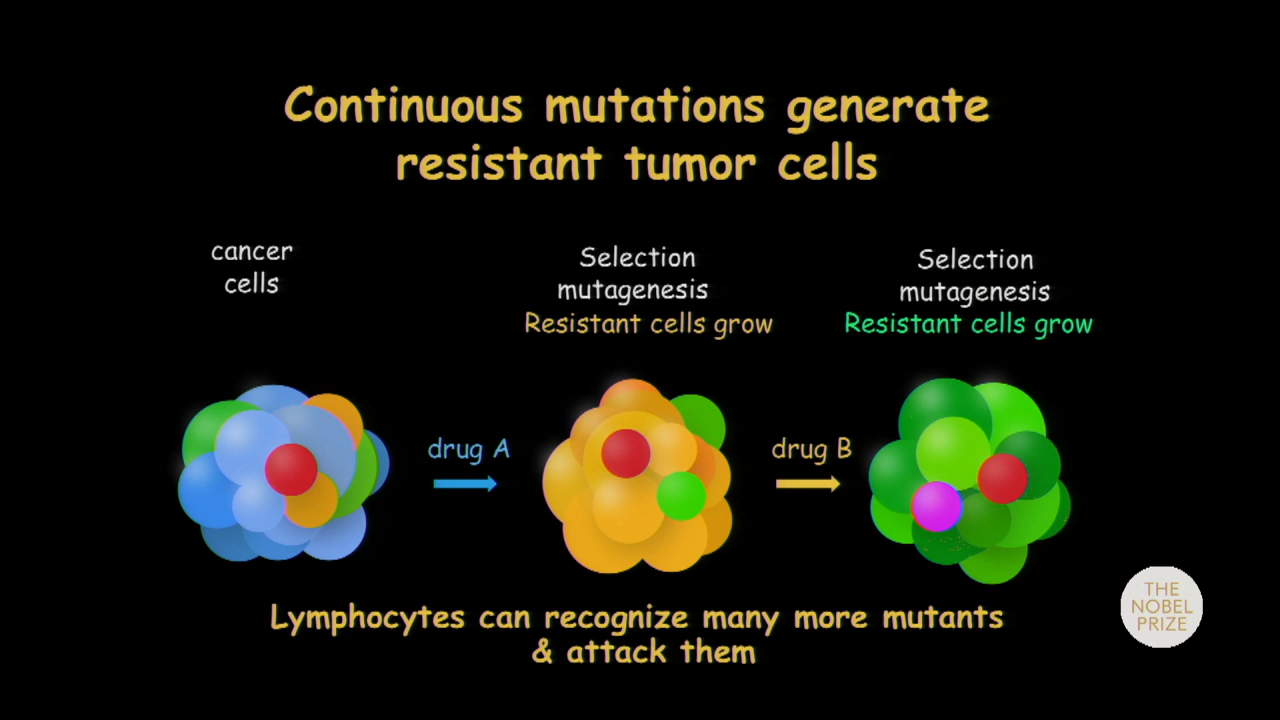 Continuous mutations generate
resistant tumor cells
cancer
cells
Selection
mutagenesis
Resistant cells grow
Selection
mutagenesis
Resistant cells grow
drug A
drug B
Lymphocytes can recognize many more mutants
& attack them
THE
NOBEL
PRIZE